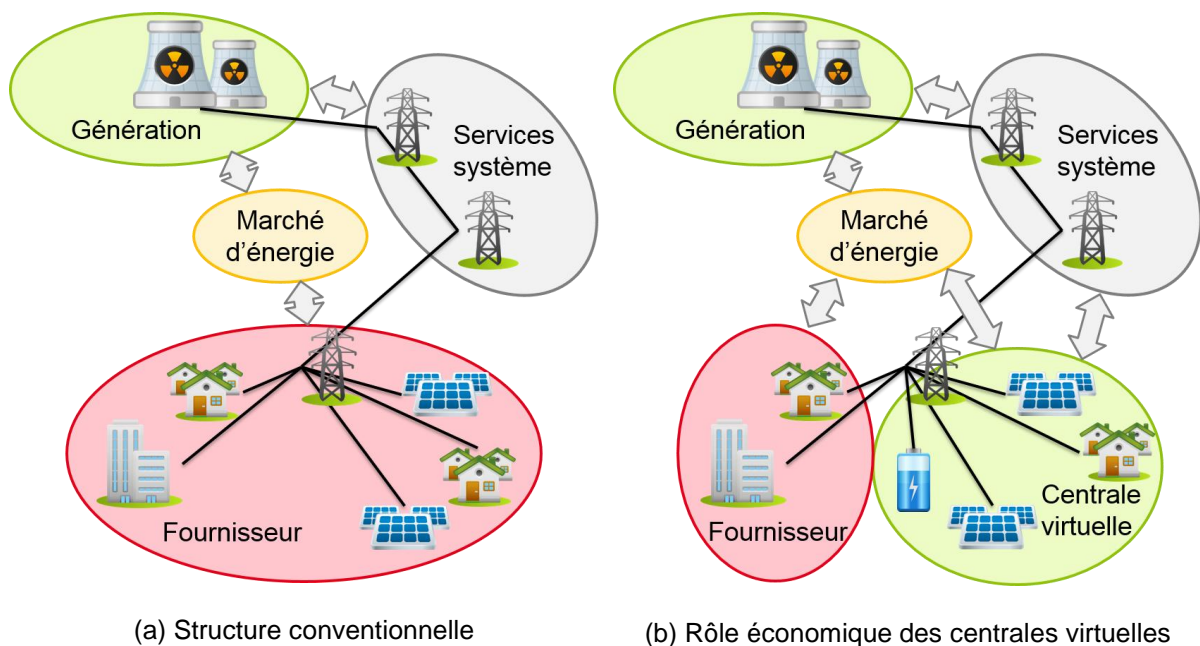 Génération
Services
système
Marché
d'énergie
Fournisseur
(a) Structure conventionnelle
Génération
Services
système
Marché
d'énergie
Fournisseur
Centrale
virtuelle
(b) Rôle économique des centrales virtuelles